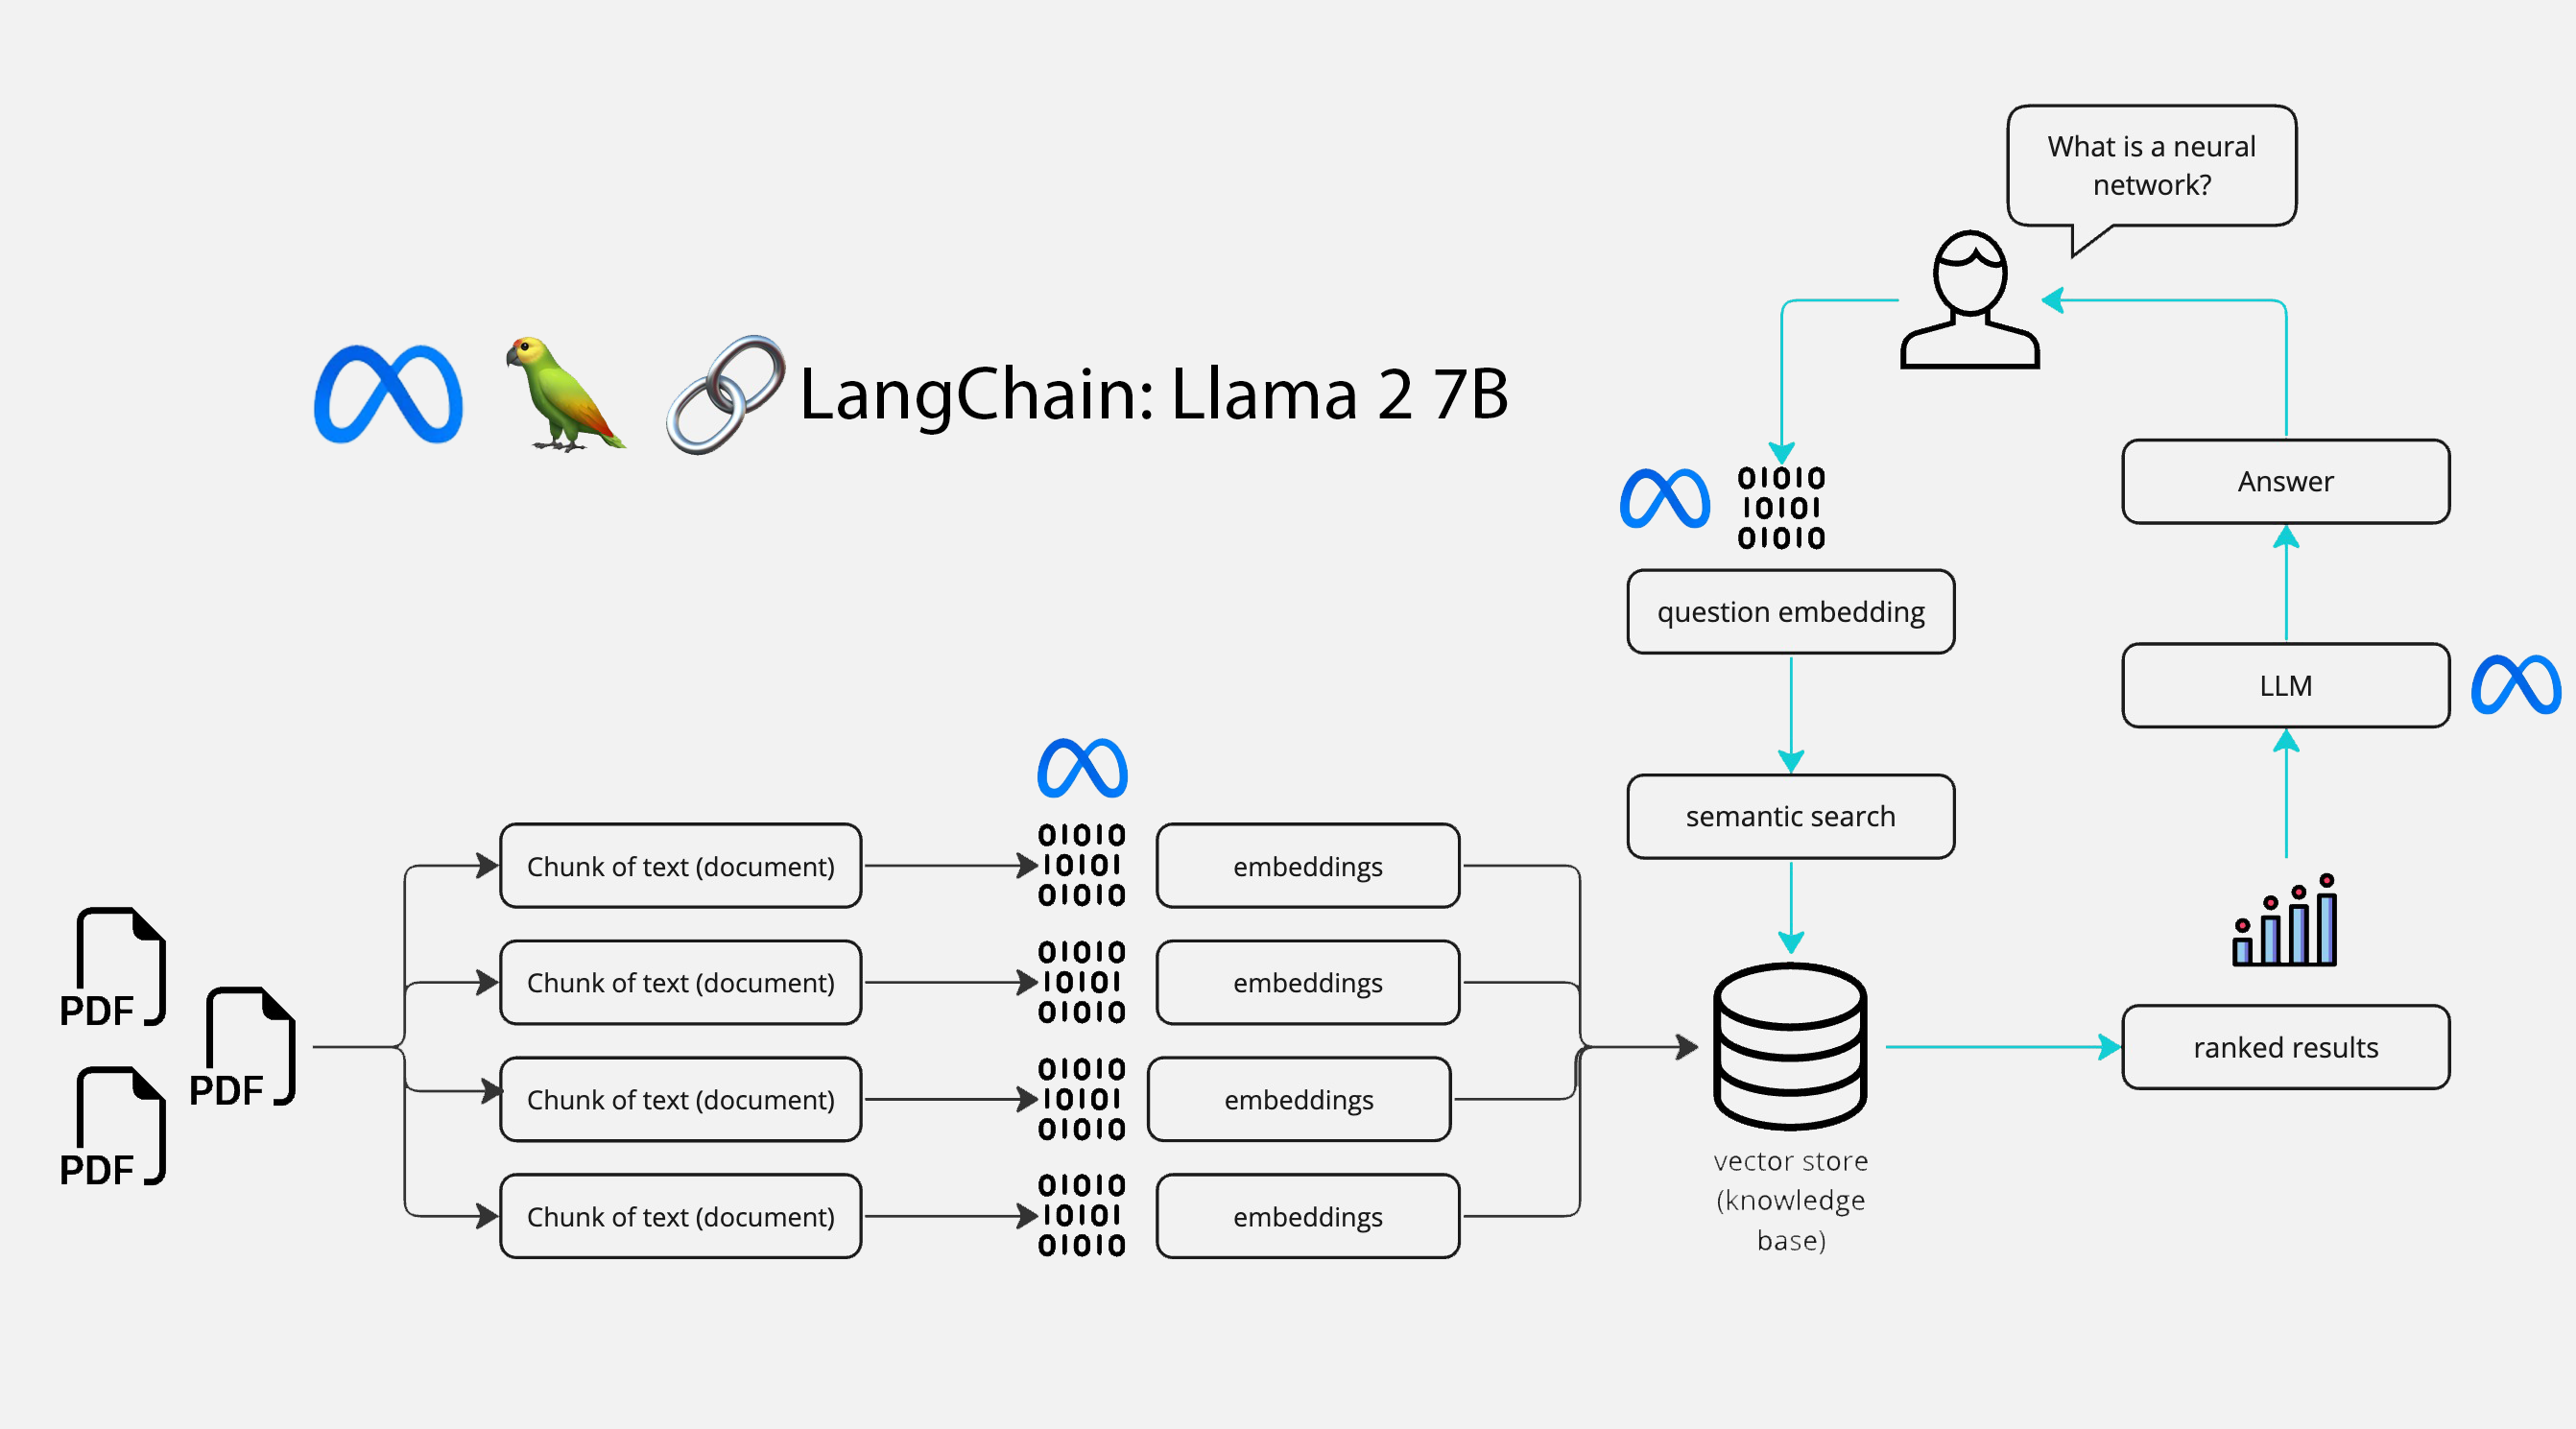 What is a neural
network?
LangChain: Llama 2 7B
01010
10101
01010
Answer
question embedding
LLM
semantic search
01010
10101
01010
Chunk of text (document)
embeddings
01010
10101
01010
Chunk of text (document)
embeddings
PDF
PDF
PDF
01010
10101
01010
Chunk of text (document)
embeddings
01010
10101
01010
Chunk of text (document)
embeddings
ranked results
vector store
(knowledge
base)